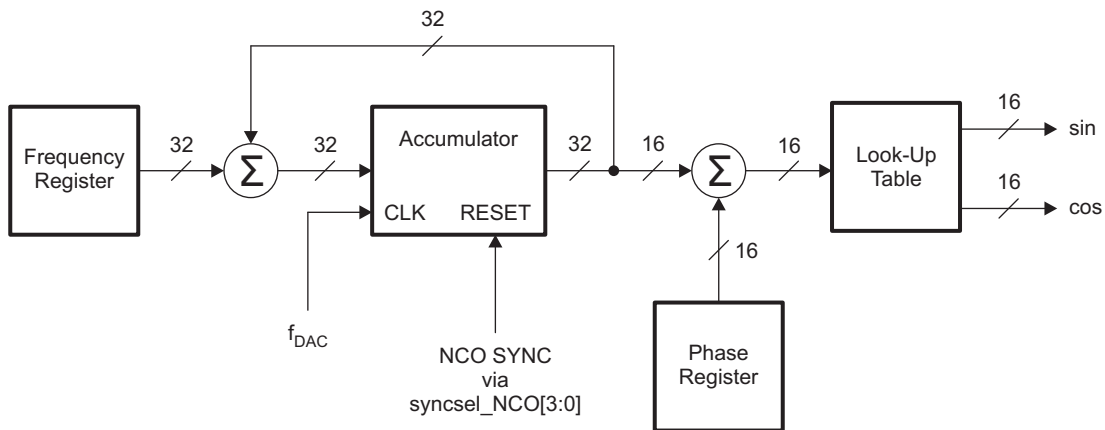 32
Frequency
Register
32
Σ
32
Accumulator
CLK
RESET
32
16
Σ
16
Look-Up
Table
16
sin
16
cos
16
f_DAC
NCO SYNC
via
syncsel_NCO[3:0]
Phase
Register